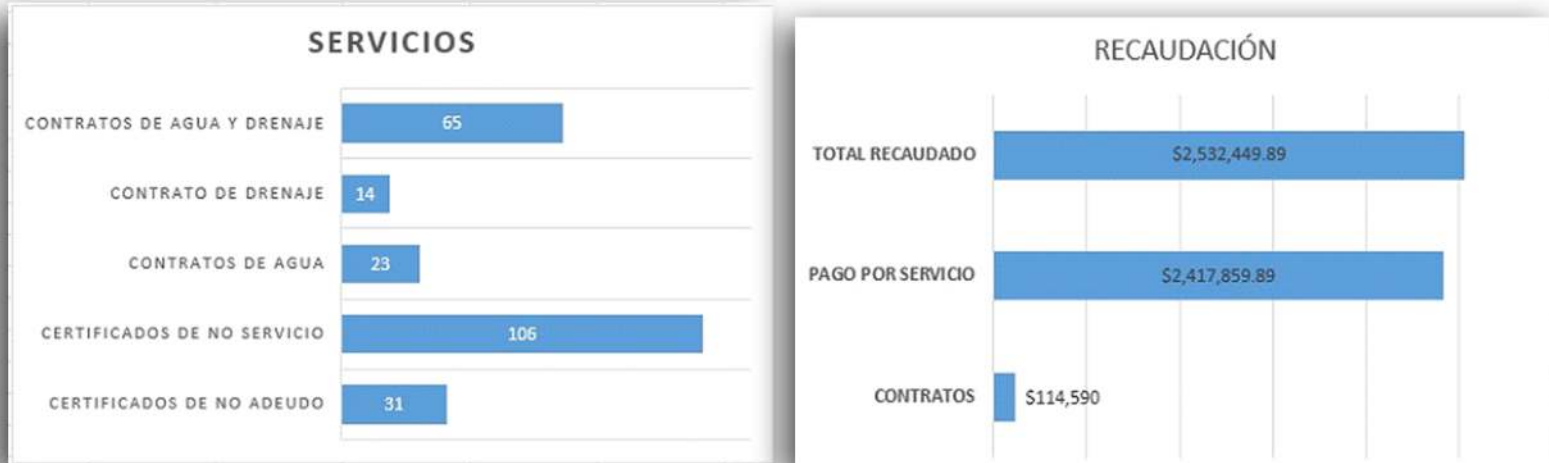 SERVICIOS
CONTRATOS DE AGUA Y DRENAJE 65
CONTRATO DE DRENAJE 14
CONTRATOS DE AGUA 23
CERTIFICADOS DE NO SERVICIO 106
CERTIFICADOS DE NO ADEUDO 31
RECAUDACIÓN
TOTAL RECAUDADO $2,532,449.89
PAGO POR SERVICIO $2,417,859.89
CONTRATOS $114,590